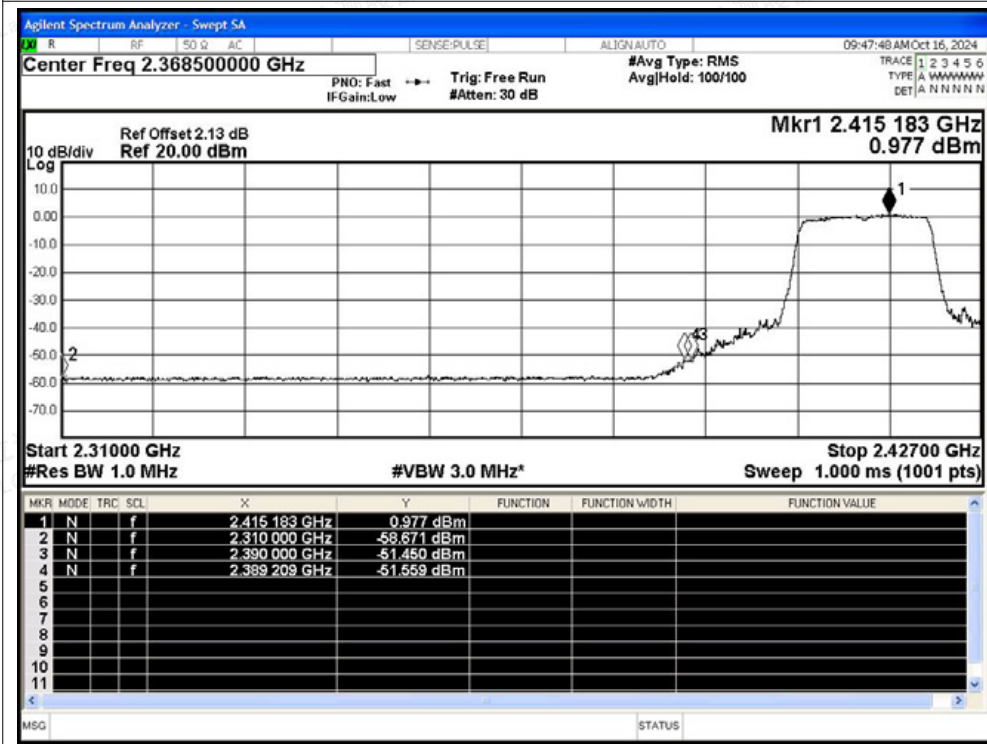 Agilent Spectrum Analyzer - Swept SA
LXI R RF 50 Ω AC SENSE:PULSE ALIGN AUTO 09:47:48 AM Oct 16, 2024
Center Freq 2.368500000 GHz
PNO: Fast
IFGain:Low
Trig: Free Run
#Atten: 30 dB
#Avg Type: RMS
Avg|Hold: 100/100
TRACE 1 2 3 4 5 6
TYPE A WWWWW
DET A N N N N N
Ref Offset 2.13 dB
10 dB/div Ref 20.00 dBm
Log
Mkr1 2.415 183 GHz
0.977 dBm
10.0
0.00
-10.0
-20.0
-30.0
-40.0
-50.0
-60.0
-70.0
1
2
43
Start 2.31000 GHz Stop 2.42700 GHz
#Res BW 1.0 MHz #VBW 3.0 MHz* Sweep 1.000 ms (1001 pts)
MKR MODE TRC SCL X Y FUNCTION FUNCTION WIDTH FUNCTION VALUE
1 N f 2.415 183 GHz 0.977 dBm
2 N f 2.310 000 GHz -58.671 dBm
3 N f 2.390 000 GHz -51.450 dBm
4 N f 2.389 209 GHz -51.559 dBm
5
6
7
8
9
10
11
MSG STATUS